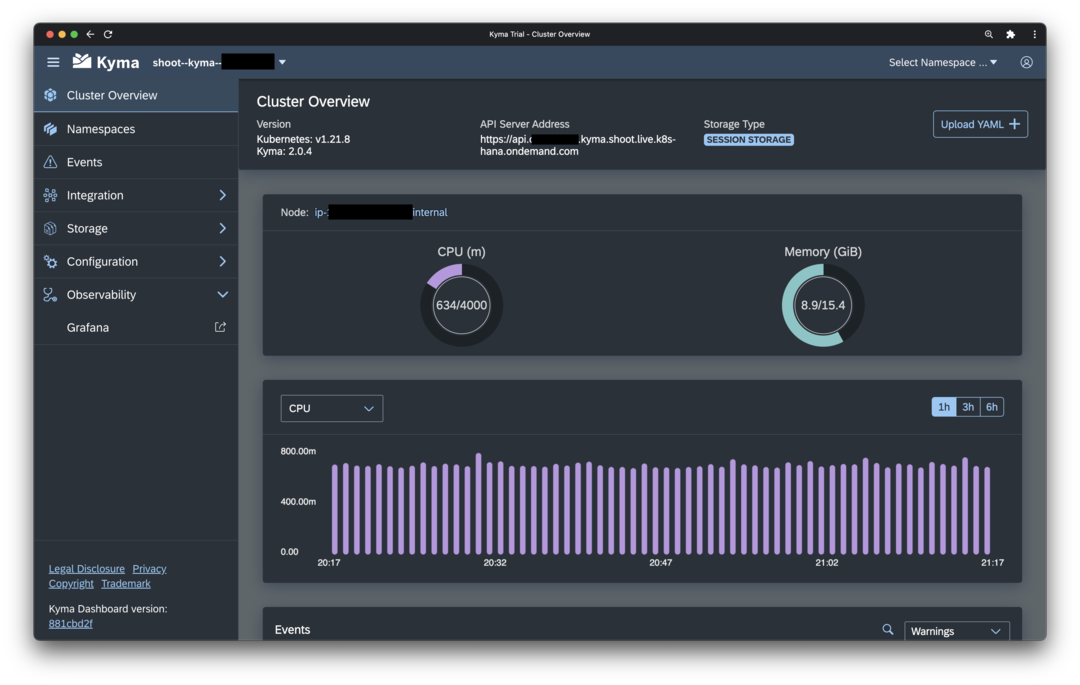 Kyma Trial - Cluster Overview
Kyma
shoot--kyma--
Select Namespace ...
Cluster Overview
Namespaces
Events
Integration
Storage
Configuration
Observability
Grafana
Legal Disclosure Privacy
Copyright Trademark
Kyma Dashboard version:
881cbd2f
Cluster Overview
Version
Kubernetes: v1.21.8
Kyma: 2.0.4
API Server Address
https://api. .kyma.shoot.live.k8s-
hana.ondemand.com
Storage Type
SESSION STORAGE
Upload YAML
Node: ip- internal
CPU (m)
634/4000
Memory (GiB)
8.9/15.4
CPU
1h 3h 6h
800.00m
400.00m
0.00
20:17 20:32 20:47 21:02 21:17
Events
Warnings